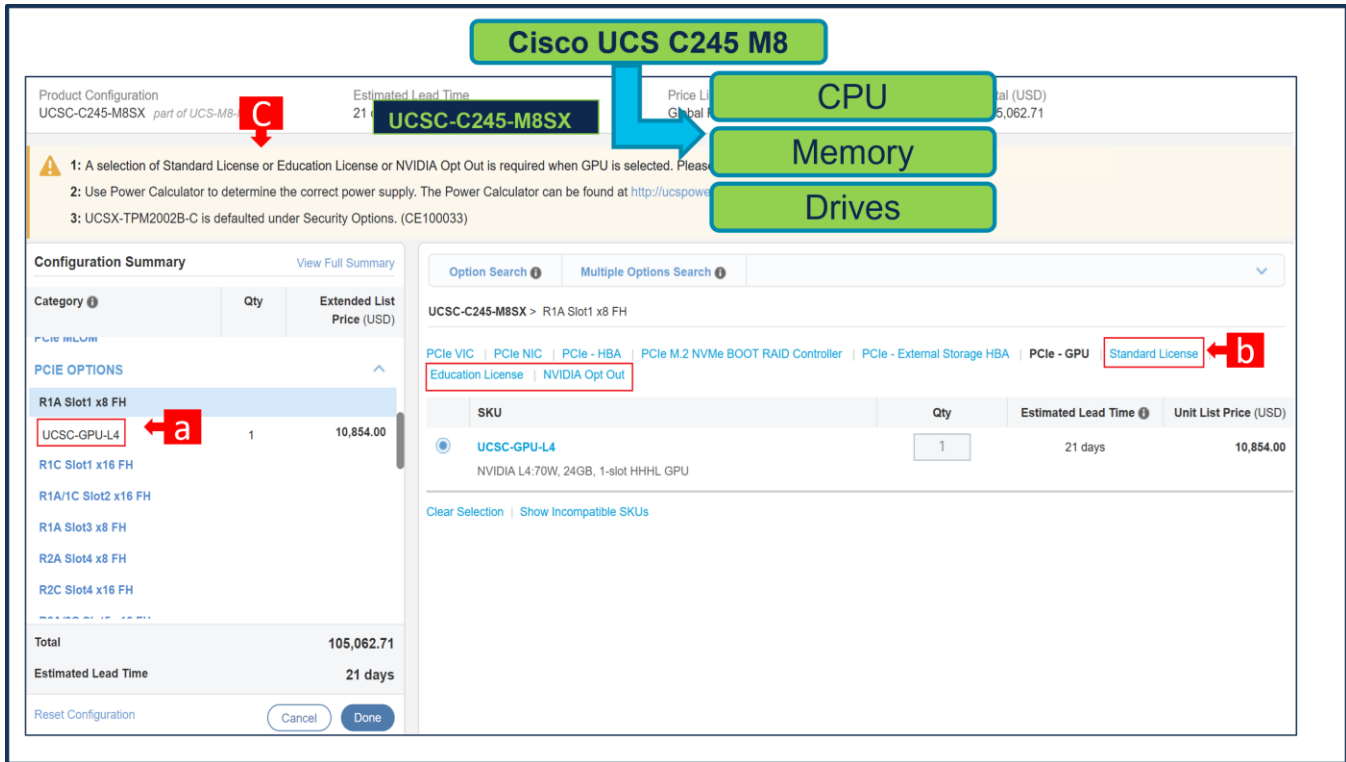 Cisco UCS C245 M8
CPU
Memory
Drives
Product Configuration
UCSC-C245-M8SX part of UCS-M8-
Estimated Lead Time
21
Price Li
Global
(USD)
5,062.71
C
UCSC-C245-M8SX
1: A selection of Standard License or Education License or NVIDIA Opt Out is required when GPU is selected. Please
2: Use Power Calculator to determine the correct power supply. The Power Calculator can be found at http://ucspowe
3: UCSX-TPM2002B-C is defaulted under Security Options. (CE100033)
Configuration Summary View Full Summary
Category Qty Extended List
Price (USD)
PCIe MLOM
PCIE OPTIONS
R1A Slot1 x8 FH
UCSC-GPU-L4 a 1 10,854.00
R1C Slot1 x16 FH
R1A/1C Slot2 x16 FH
R1A Slot3 x8 FH
R2A Slot4 x8 FH
R2C Slot4 x16 FH
Total 105,062.71
Estimated Lead Time 21 days
Reset Configuration Cancel Done
Option Search Multiple Options Search
UCSC-C245-M8SX > R1A Slot1 x8 FH
PCIe VIC | PCIe NIC | PCIe - HBA | PCIe M.2 NVMe BOOT RAID Controller | PCIe - External Storage HBA | PCIe - GPU | Standard License b
Education License | NVIDIA Opt Out
SKU Qty Estimated Lead Time Unit List Price (USD)
UCSC-GPU-L4 1 21 days 10,854.00
NVIDIA L4:70W, 24GB, 1-slot HHHL GPU
Clear Selection | Show Incompatible SKUs